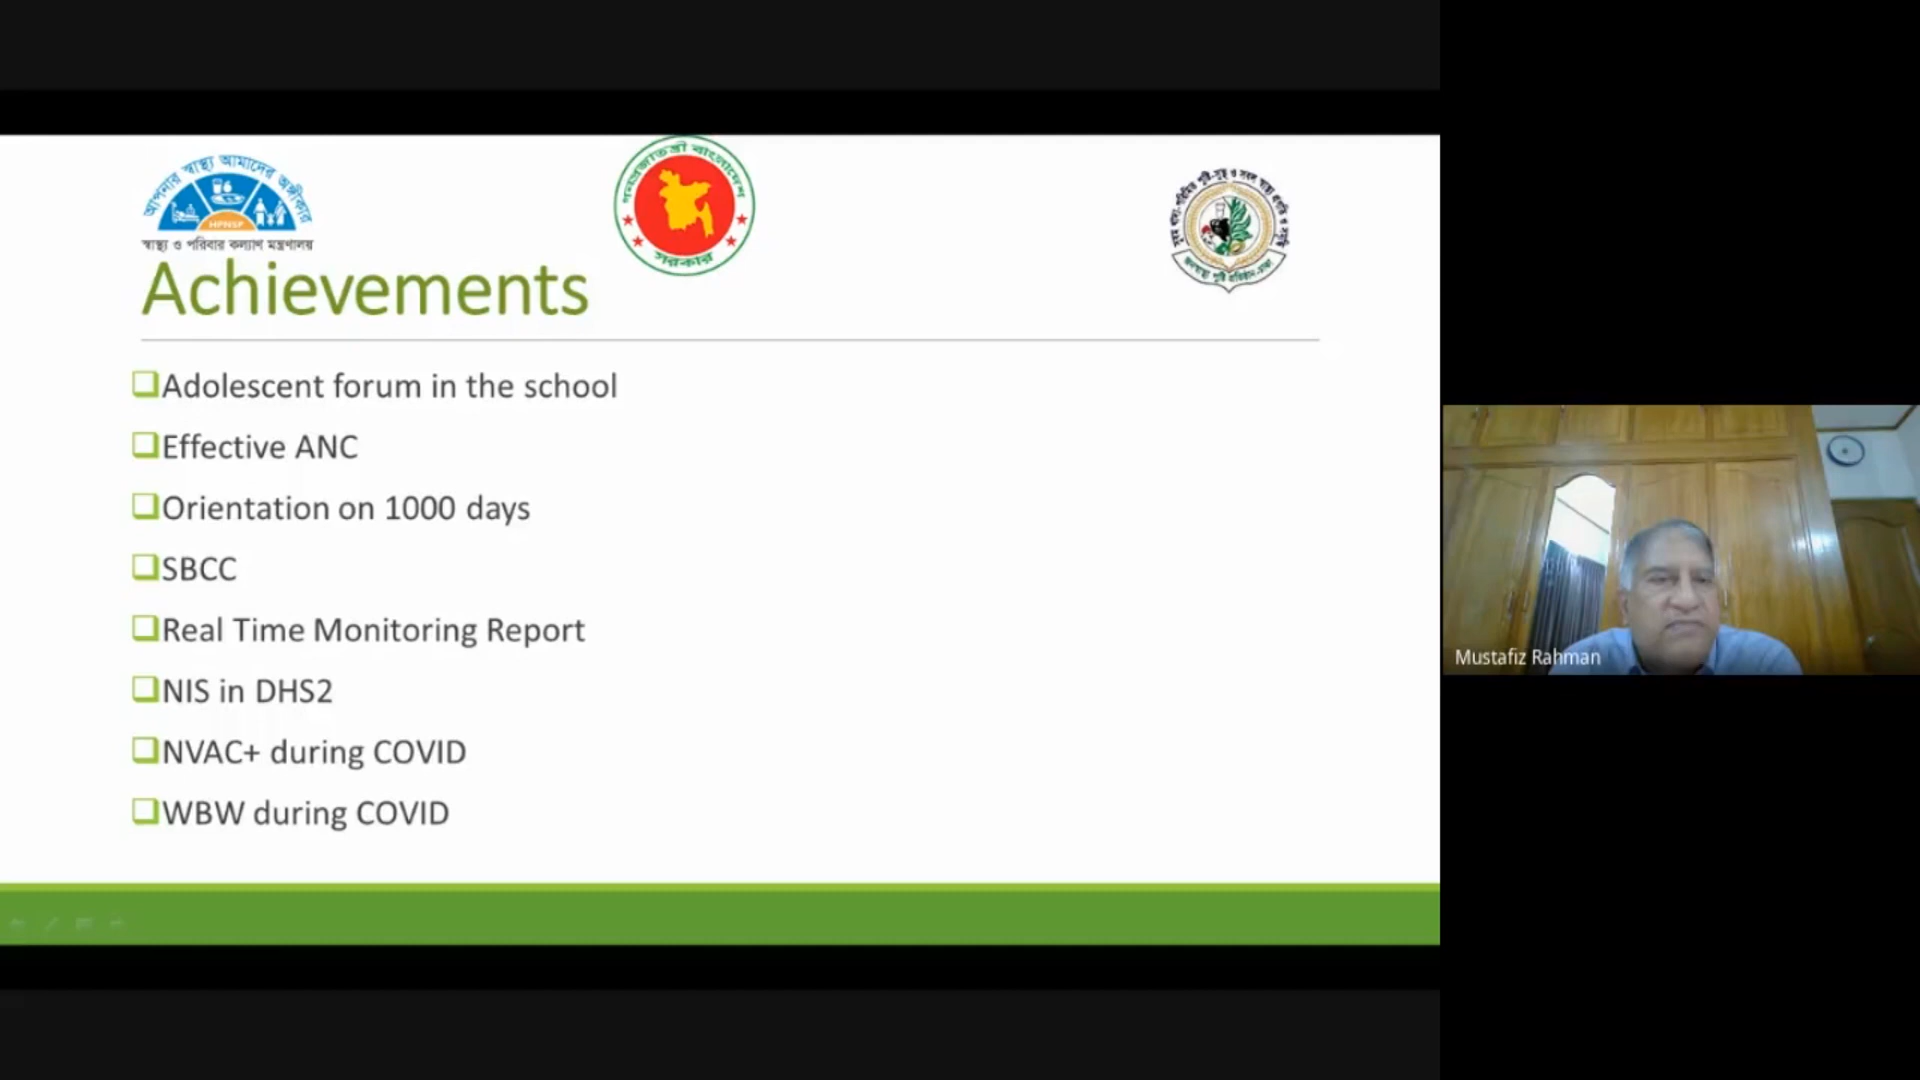 আপনার স্বাস্থ্য আমাদের অঙ্গীকার
HPNSP
স্বাস্থ্য ও পরিবার কল্যাণ মন্ত্রণালয়
গনপ্রজাতন্ত্রী বাংলাদেশ
সরকার
Achievements
Adolescent forum in the school
Effective ANC
Orientation on 1000 days
SBCC
Real Time Monitoring Report
NIS in DHS2
NVAC+ during COVID
WBW during COVID
Mustafiz Rahman